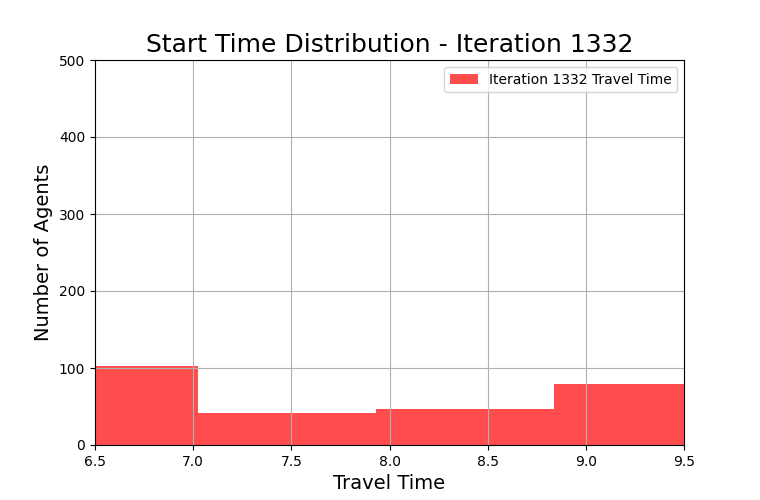 Start Time Distribution - Iteration 1332
Iteration 1332 Travel Time
Number of Agents
500
400
300
200
100
0
6.5 7.0 7.5 8.0 8.5 9.0 9.5
Travel Time